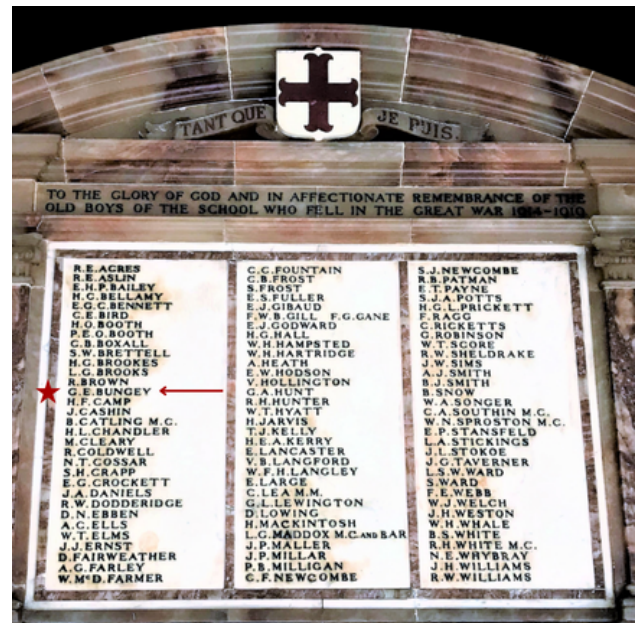 TANT QUE JE PUIS.
TO THE GLORY OF GOD AND IN AFFECTIONATE REMEMBRANCE OF THE
OLD BOYS OF THE SCHOOL WHO FELL IN THE GREAT WAR 1914-1919
R.E.ACRES
R.E.ASLIN
E.H.P.BAILEY
H.C.BELLAMY
E.G.C.BENNETT
C.E.BIRD
H.O.BOOTH
P.E.O.BOOTH
C.B.BOXALL
S.W.BRETTELL
H.G.BROOKES
L.G.BROOKS
R.BROWN
G.E.BUNGEY
H.F.CAMP
J.CASHIN
B.CATLING M.C.
H.L.CHANDLER
M.CLEARY
R.COLDWELL
N.T.COSSAR
S.H.CRAPP
E.G.CROCKETT
J.A.DANIELS
R.W.DODDERIDGE
D.N.EBBEN
A.C.ELLS
W.T.ELMS
J.J.ERNST
D.FAIRWEATHER
A.G.FARLEY
W.McD.FARMER
C.C.FOUNTAIN
C.B.FROST
S.FROST
E.S.FULLER
E.J.GIBAUD
F.W.B.GILL F.G.GANE
E.J.GODWARD
H.G.HALL
W.H.HAMPSTED
W.H.HARTRIDGE
A.HEATH
E.W.HODSON
V.HOLLINGTON
G.A.HUNT
R.H.HUNTER
W.T.HYATT
H.JARVIS
T.J.KELLY
H.E.A.KERRY
E.LANCASTER
V.B.LANGFORD
W.F.H.LANGLEY
E.LARGE
C.LEA M.M.
G.L.LEWINGTON
D.LOWING
H.MACKINTOSH
L.G.MADDOX M.C. AND BAR
J.P.MALLER
J.P.MILLAR
P.B.MILLIGAN
C.F.NEWCOMBE
S.J.NEWCOMBE
R.B.PATMAN
E.T.PAYNE
S.J.A.POTTS
H.G.L.PRICKETT
F.RAGG
C.RICKETTS
G.ROBINSON
W.T.SCORE
R.W.SHELDRAKE
J.W.SIMS
A.J.SMITH
B.J.SMITH
B.SNOW
W.A.SONGER
C.A.SOUTHIN M.C.
W.N.SPROSTON M.C.
E.P.STANSFELD
L.A.STICKINGS
J.L.STOKOE
J.G.TAVERNER
L.S.W.WARD
S.WARD
F.E.WEBB
W.J.WELCH
J.H.WESTON
W.H.WHALE
B.S.WHITE
R.H.WHITE M.C.
N.E.WHYBRAY
J.H.WILLIAMS
R.W.WILLIAMS